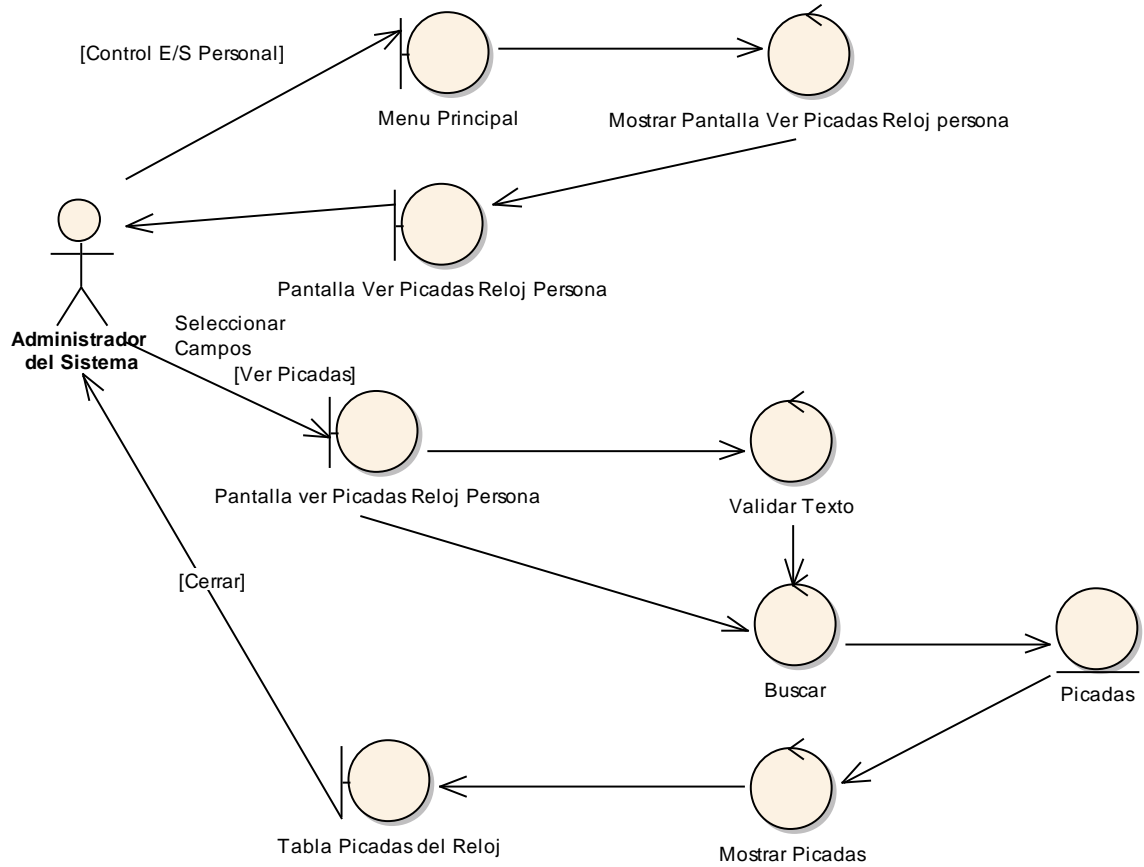 [Control E/S Personal]
Menu Principal
Mostrar Pantalla Ver Picadas Reloj persona
Pantalla Ver Picadas Reloj Persona
Administrador
del Sistema
Seleccionar
Campos
[Ver Picadas]
Pantalla ver Picadas Reloj Persona
Validar Texto
[Cerrar]
Buscar
Picadas
Tabla Picadas del Reloj
Mostrar Picadas